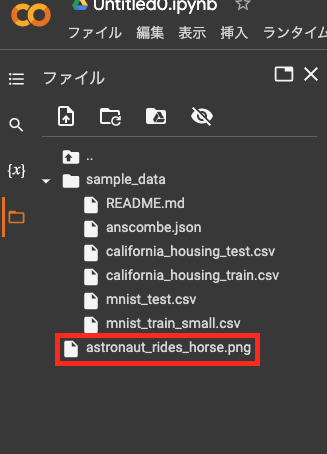 Untitled0.ipynb
ファイル 編集 表示 挿入 ランタイム
ファイル
{x}
..
sample_data
README.md
anscombe.json
california_housing_test.csv
california_housing_train.csv
mnist_test.csv
mnist_train_small.csv
astronaut_rides_horse.png